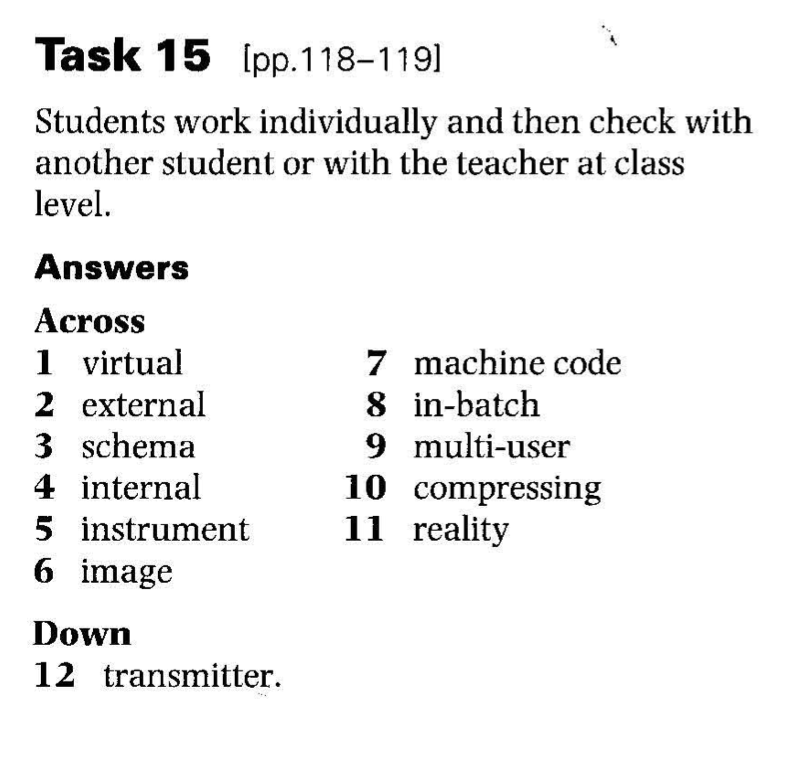 Task 15 [pp.118–119]
Students work individually and then check with
another student or with the teacher at class
level.
Answers
Across
1 virtual
2 external
3 schema
4 internal
5 instrument
6 image
7 machine code
8 in-batch
9 multi-user
10 compressing
11 reality
Down
12 transmitter.